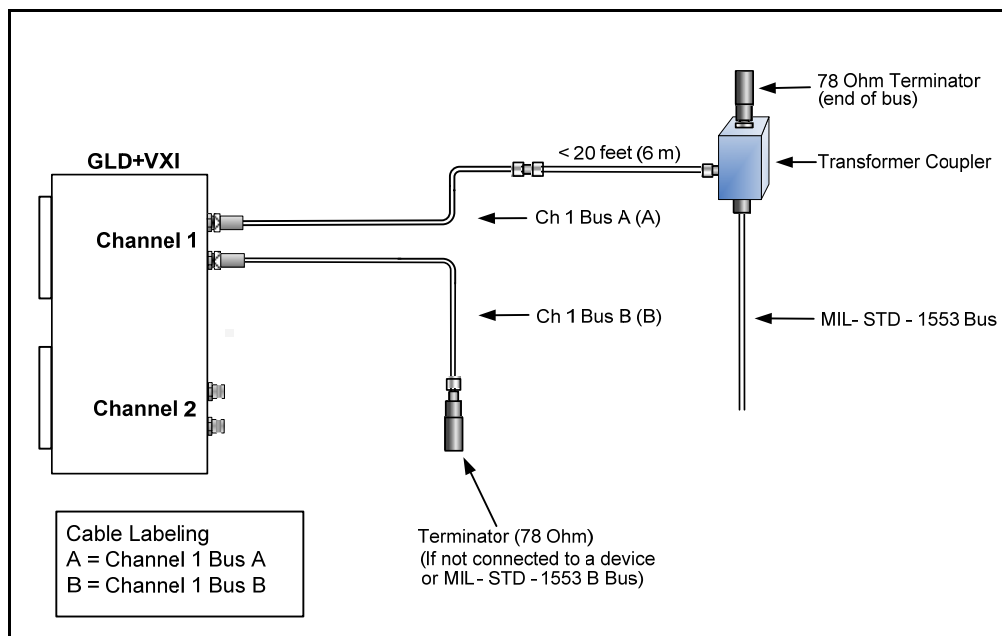 78 Ohm Terminator
(end of bus)
< 20 feet (6 m)
Transformer Coupler
GLD+VXI
Channel 1
Ch 1 Bus A (A)
Ch 1 Bus B (B)
MIL- STD - 1553 Bus
Channel 2
Cable Labeling
A = Channel 1 Bus A
B = Channel 1 Bus B
Terminator (78 Ohm)
(If not connected to a device
or MIL- STD - 1553 B Bus)